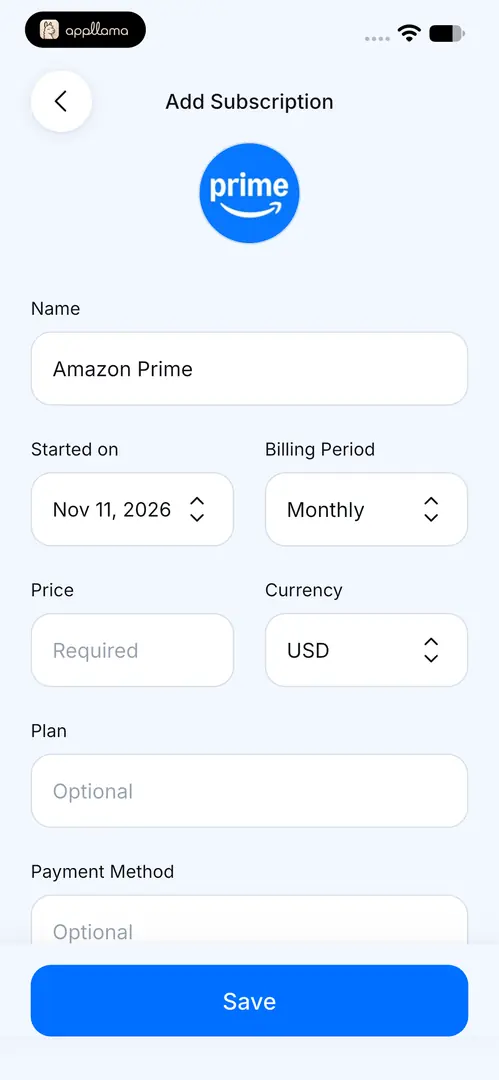 appllama
Add Subscription
prime
Name
Amazon Prime
Started on
Billing Period
Nov 11, 2026
Monthly
Price
Currency
Required
USD
Plan
Optional
Payment Method
Optional
Save